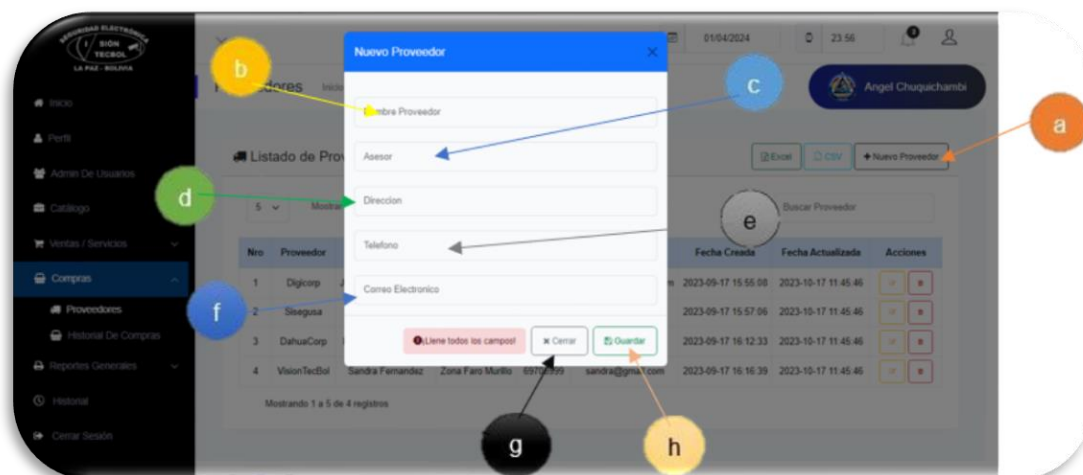 SEGURIDAD ELECTRÓNICA
SIÓN
TECBOL
LA PAZ - BOLIVIA
01/04/2024
23:56
Angel Chuquichambi
Inicio
Perfil
Admin De Usuarios
Catálogo
Ventas / Servicios
Compras
Proveedores
Historial De Compras
Reportes Generales
Historial
Cerrar Sesión
Listado de Pro
Excel
CSV
+ Nuevo Proveedor
5
Buscar Proveedor
Nro Proveedor Fecha Creada Fecha Actualizada Acciones
1 Digicorp 2023-09-17 15:55:08 2023-10-17 11:45:46
2 Sisegusa 2023-09-17 15:57:06 2023-10-17 11:45:46
3 DahuaCorp 2023-09-17 16:12:33 2023-10-17 11:45:46
4 VisionTecBol Sandra Fernandez Zona Faro Murillo sandra@gmail.com 2023-09-17 16:16:39 2023-10-17 11:45:46
Mostrando 1 a 5 de 4 registros
Nuevo Proveedor
Nombre Proveedor
Asesor
Direccion
Telefono
Correo Electronico
¡Llene todos los campos!
Cerrar
Guardar
a
b
c
d
e
f
g
h